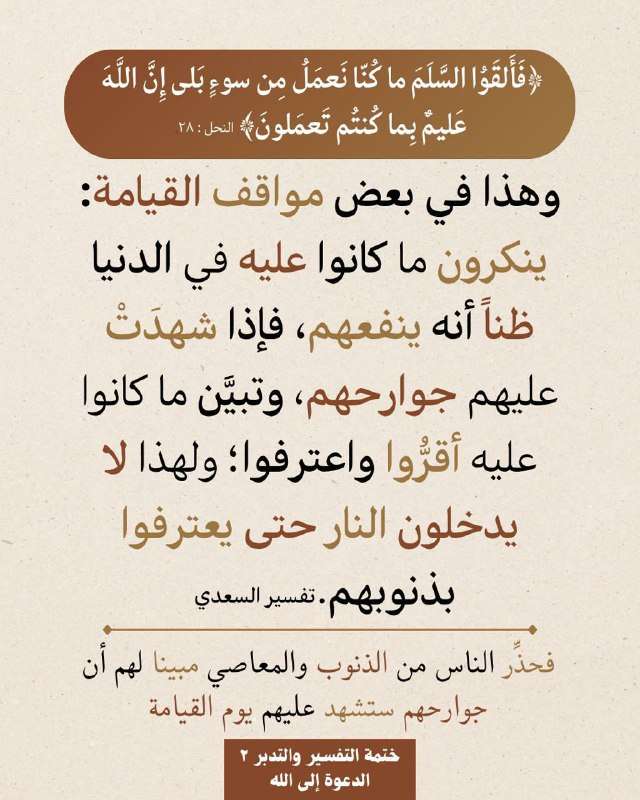 ﴿فَأَلقَوُا السَّلَمَ ما كُنّا نَعمَلُ مِن سوءٍ بَلى إِنَّ اللَّهَ
عَليمٌ بِما كُنتُم تَعمَلونَ﴾ النحل : ٢٨
وهذا في بعض مواقف القيامة:
ينكرون ما كانوا عليه في الدنيا
ظناً أنه ينفعهم، فإذا شهدَتْ
عليهم جوارحهم، وتبيَّن ما كانوا
عليه أقرُّوا واعترفوا؛ ولهذا لا
يدخلون النار حتى يعترفوا
بذنوبهم. تفسير السعدي
فحذِّر الناس من الذنوب والمعاصي مبينا لهم أن
جوارحهم ستشهد عليهم يوم القيامة
ختمة التفسير والتدبر ٢
الدعوة إلى الله